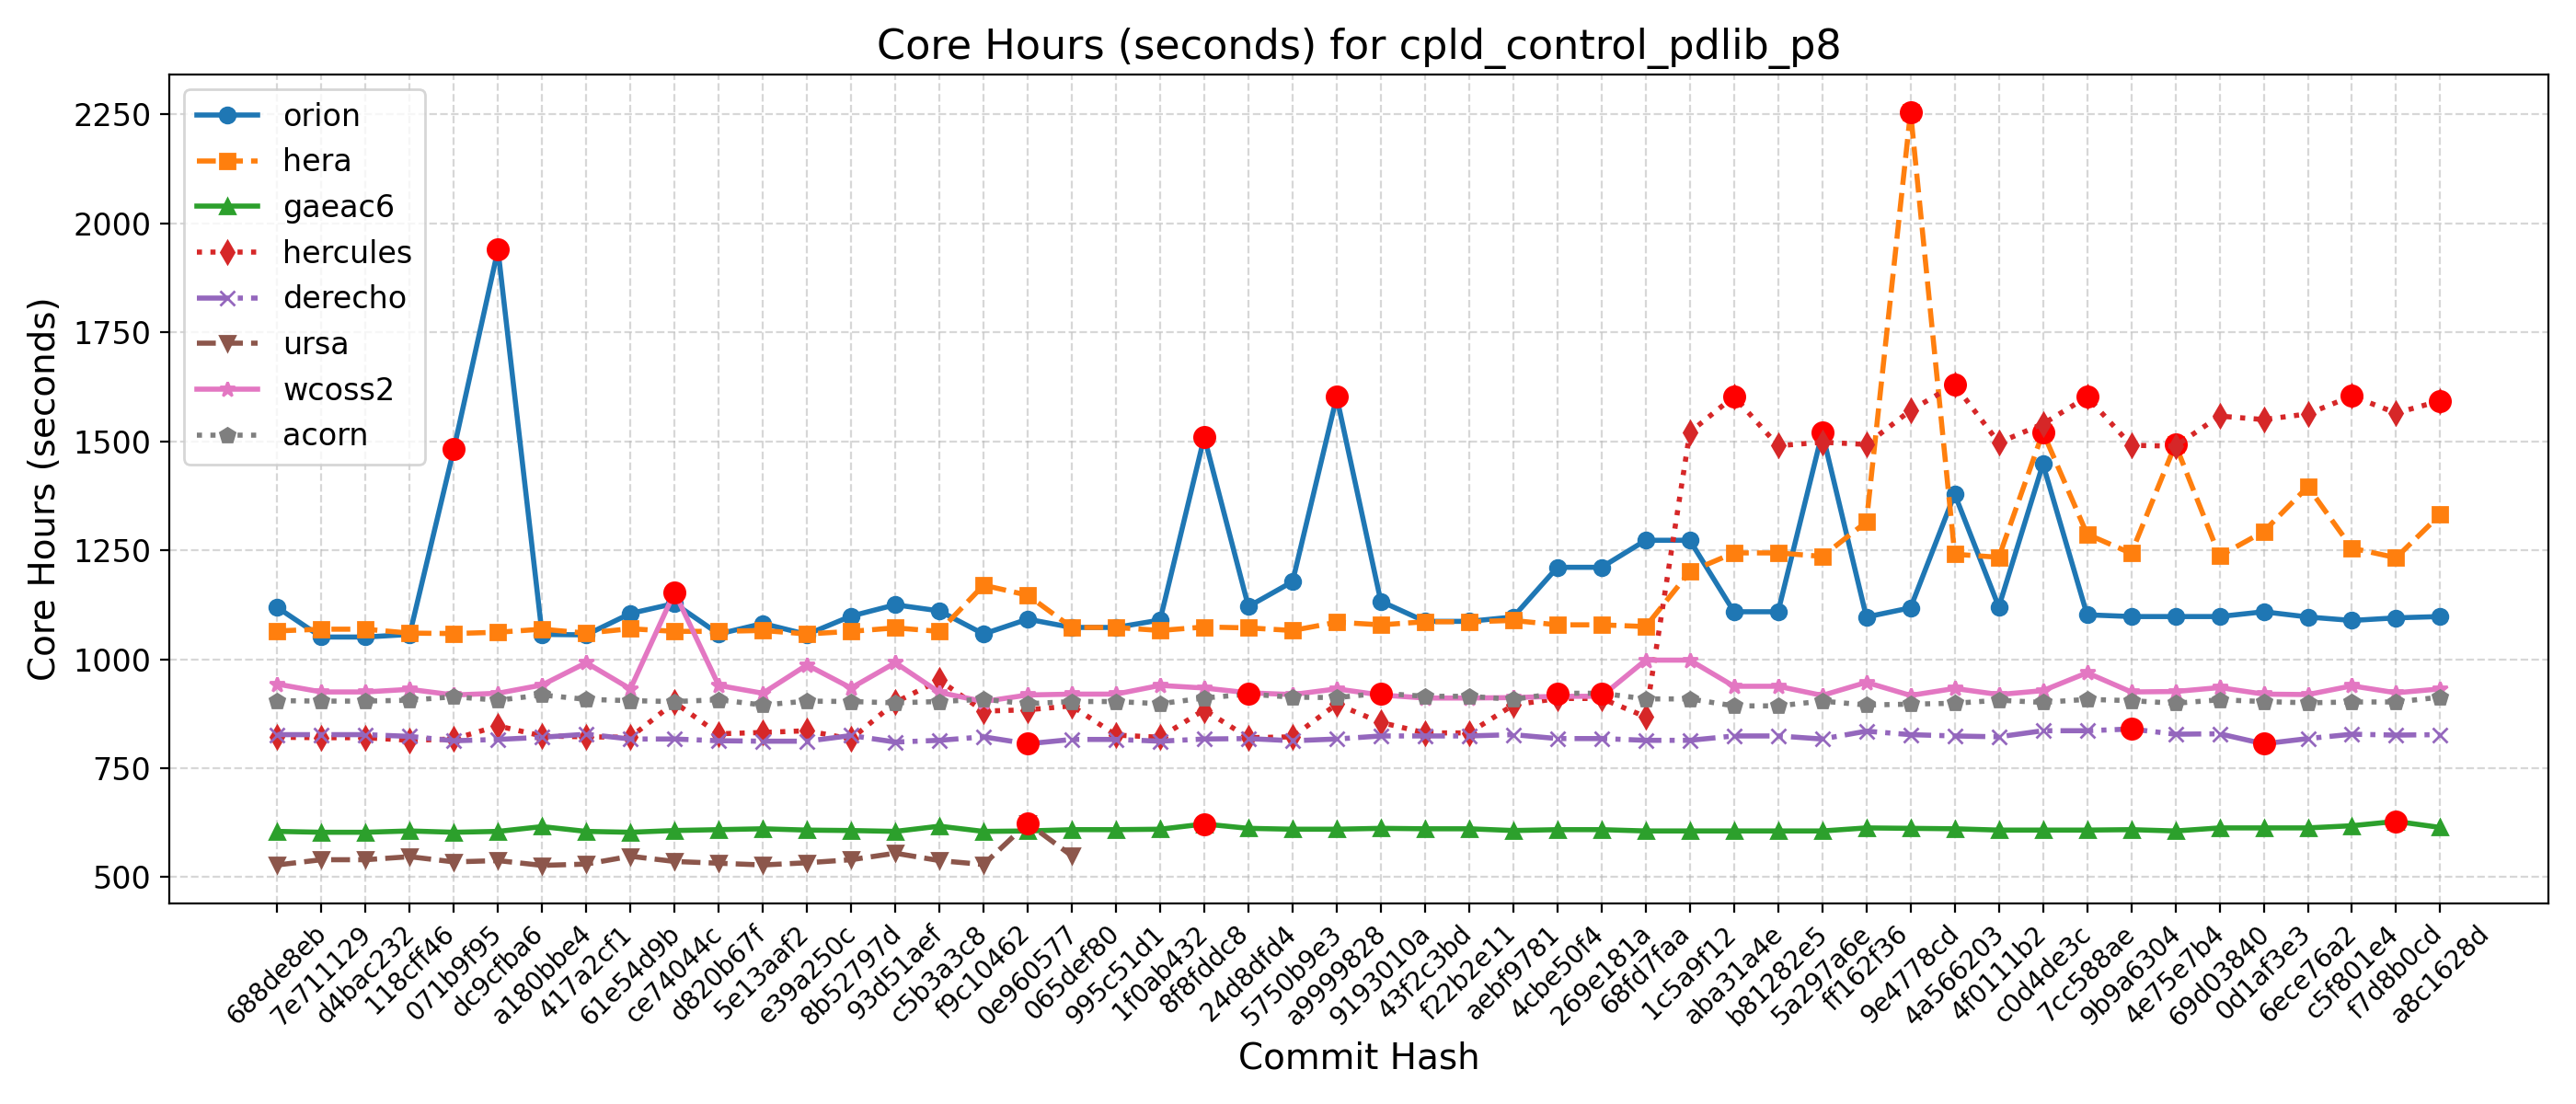 Core Hours (seconds) for cpld_control_pdlib_p8
Core Hours (seconds)
2250
2000
1750
1500
1250
1000
750
500
orion
hera
gaeac6
hercules
derecho
ursa
wcoss2
acorn
688de8eb
7e711129
d4bac232
118cff46
071b9f95
dc9cfba6
a180bbe4
417a2cf1
61e54d9b
ce74044c
d820b67f
5e13aaf2
e39a250c
8b52797d
93d51aef
c5b3a3c8
f9c10462
0e960577
065def80
995c51d1
1f0ab432
8f8fddc8
24d8dfd4
5750b9e3
a9999828
9193010a
43f2c3bd
f22b2e11
aebf9781
4cbe50f4
269e181a
68fd7faa
1c5a9f12
aba31a4e
b81282e5
5a297a6e
ff162f36
9e4778cd
4a566203
4f0111b2
c0d4de3c
7cc588ae
9b9a6304
4e75e7b4
69d03840
0d1af3e3
6ece76a2
c5f801e4
f7d8b0cd
a8c1628d
Commit Hash